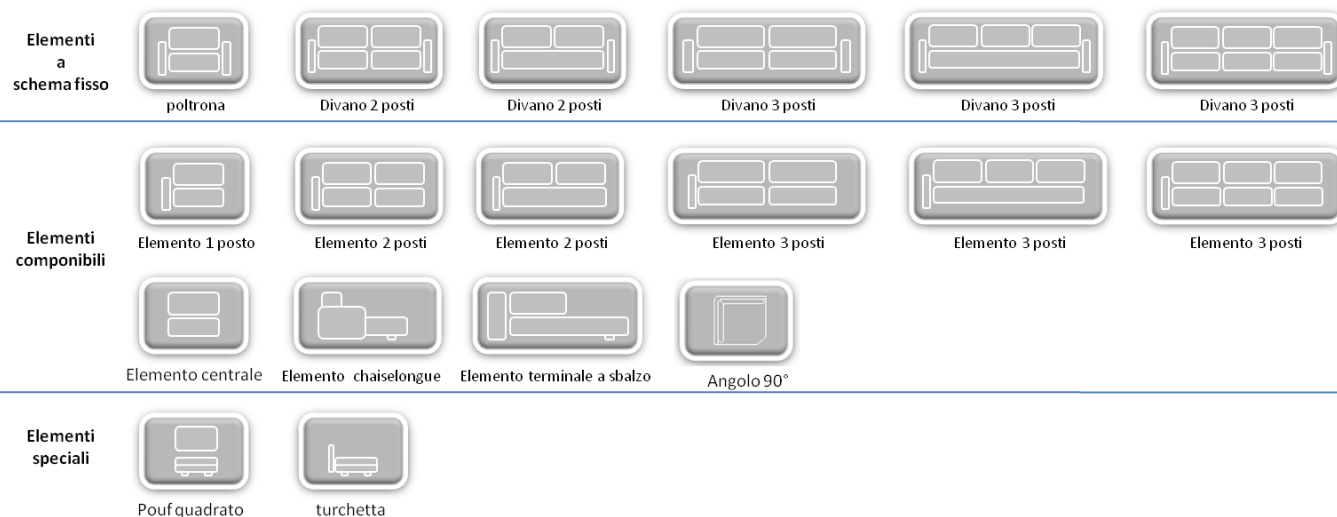 Elementi
a
schema fisso
poltrona
Divano 2 posti
Divano 2 posti
Divano 3 posti
Divano 3 posti
Divano 3 posti
Elementi
componibili
Elemento 1 posto
Elemento 2 posti
Elemento 2 posti
Elemento 3 posti
Elemento 3 posti
Elemento 3 posti
Elemento centrale
Elemento chaiselongue
Elemento terminale a sbalzo
Angolo 90°
Elementi
speciali
Pouf quadrato
turchetta